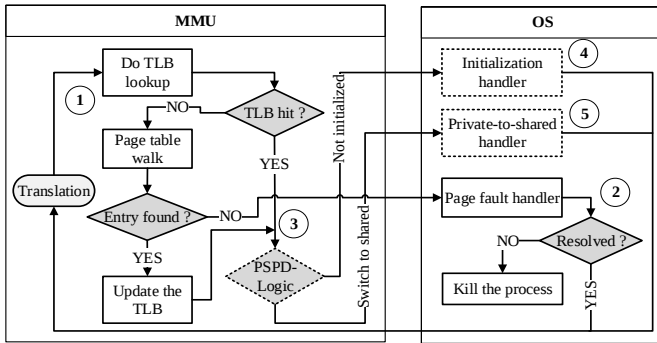 MMU
OS
Do TLB
lookup
1
TLB hit ?
NO
YES
Page table
walk
Translation
Entry found ?
NO
YES
3
Update the
TLB
PSPD-
Logic
Not initialized
Switch to shared
Initialization
handler
4
Private-to-shared
handler
5
Page fault handler
2
Resolved ?
NO
YES
Kill the process